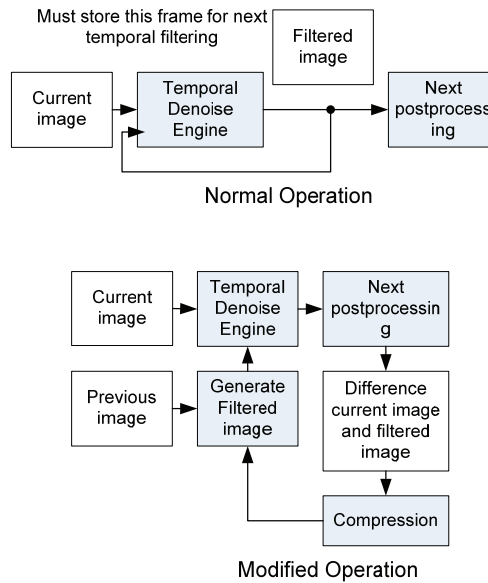 Must store this frame for next
temporal filtering
Filtered
image
Current
image
Temporal
Denoise
Engine
Next
postprocess
ing
Normal Operation
Current
image
Temporal
Denoise
Engine
Next
postprocessin
g
Previous
image
Generate
Filtered
image
Difference
current image
and filtered
image
Compression
Modified Operation